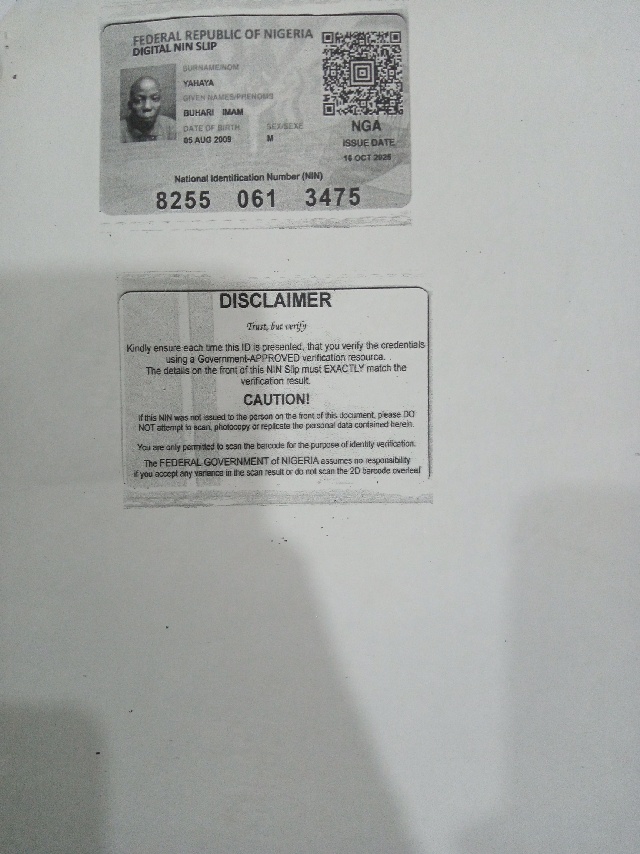 FEDERAL REPUBLIC OF NIGERIA
DIGITAL NIN SLIP
SURNAME/NOM
YAHAYA
GIVEN NAMES/PRENOMS
BUHARI IMAM
DATE OF BIRTH SEX/SEXE
05 AUG 2009 M
NGA
ISSUE DATE
16 OCT 2025
National Identification Number (NIN)
8255 061 3475
DISCLAIMER
Trust, but verify
Kindly ensure each time this ID is presented, that you verify the credentials
using a Government-APPROVED verification resource.
The details on the front of this NIN Slip must EXACTLY match the
verification result.
CAUTION!
If this NIN was not issued to the person on the front of this document, please DO
NOT attempt to scan, photocopy or replicate the personal data contained herein.
You are only permitted to scan the barcode for the purpose of identity verification.
The FEDERAL GOVERNMENT of NIGERIA assumes no responsibility
if you accept any variance in the scan result or do not scan the 2D barcode overleaf